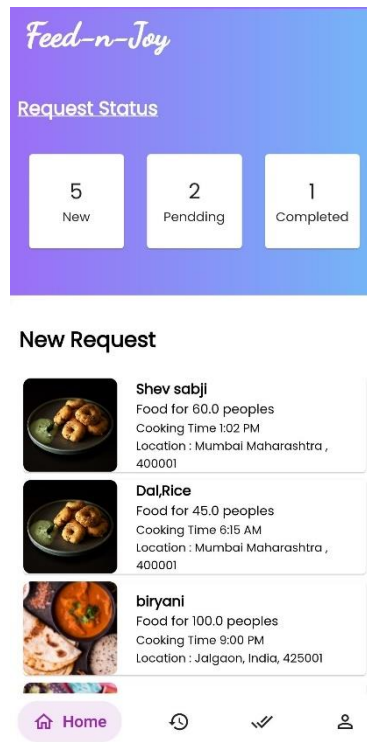 Feed-n-Joy
Request Status
5
New
2
Pendding
1
Completed
New Request
Shev sabji
Food for 60.0 peoples
Cooking Time 1:02 PM
Location : Mumbai Maharashtra ,
400001
Dal,Rice
Food for 45.0 peoples
Cooking Time 6:15 AM
Location : Mumbai Maharashtra ,
400001
biryani
Food for 100.0 peoples
Cooking Time 9:00 PM
Location : Jalgaon, India, 425001
Home